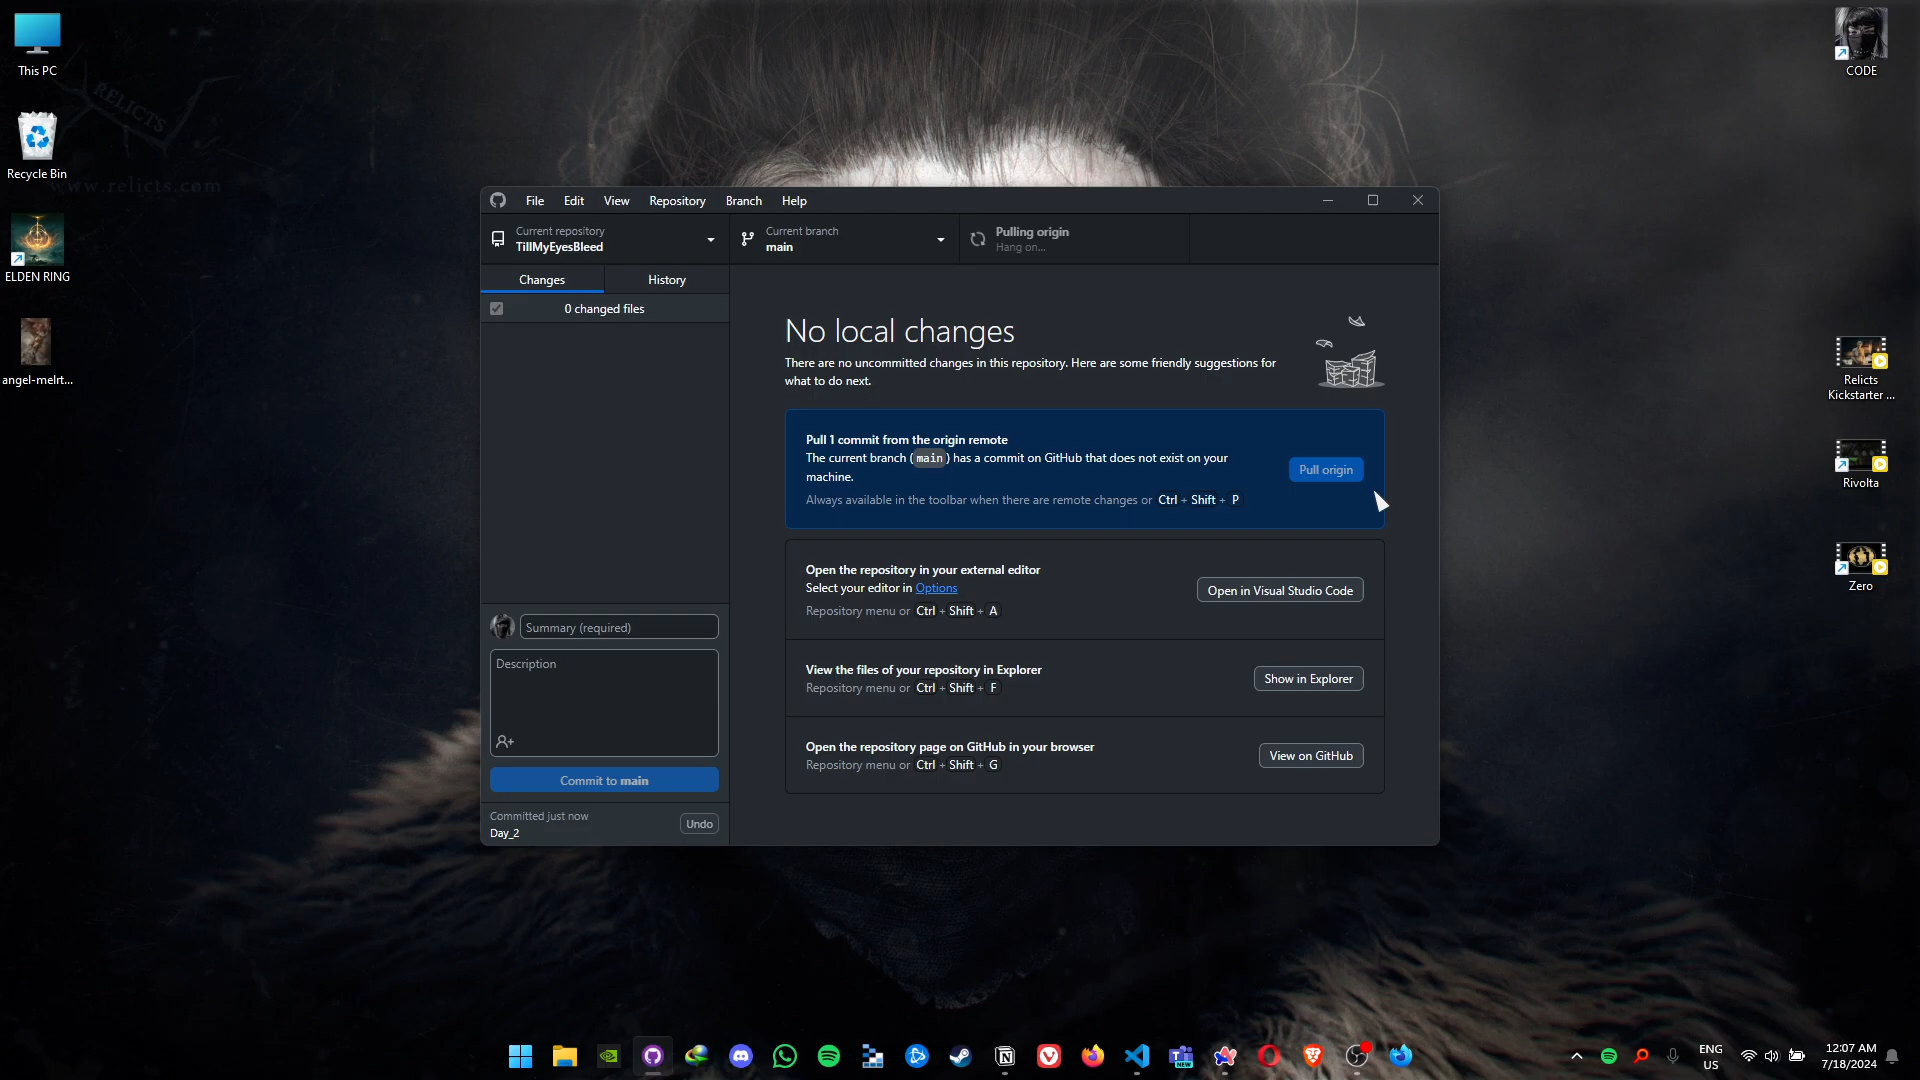 This PC
Recycle Bin
ELDEN RING
angel-melrt...
RELICTS
www.relicts.com
CODE
Relicts
Kickstarter ...
Rivolta
Zero
File Edit View Repository Branch Help
Current repository
TillMyEyesBleed
Current branch
main
Pulling origin
Hang on...
Changes
History
0 changed files
No local changes
There are no uncommitted changes in this repository. Here are some friendly suggestions for
what to do next.
Pull 1 commit from the origin remote
The current branch (main) has a commit on GitHub that does not exist on your
machine.
Always available in the toolbar when there are remote changes or Ctrl + Shift + P
Pull origin
Open the repository in your external editor
Select your editor in Options
Repository menu or Ctrl + Shift + A
Open in Visual Studio Code
View the files of your repository in Explorer
Repository menu or Ctrl + Shift + F
Show in Explorer
Open the repository page on GitHub in your browser
Repository menu or Ctrl + Shift + G
View on GitHub
Summary (required)
Description
Commit to main
Committed just now
Day_2
Undo
NEW
ENG
US
12:07 AM
7/18/2024